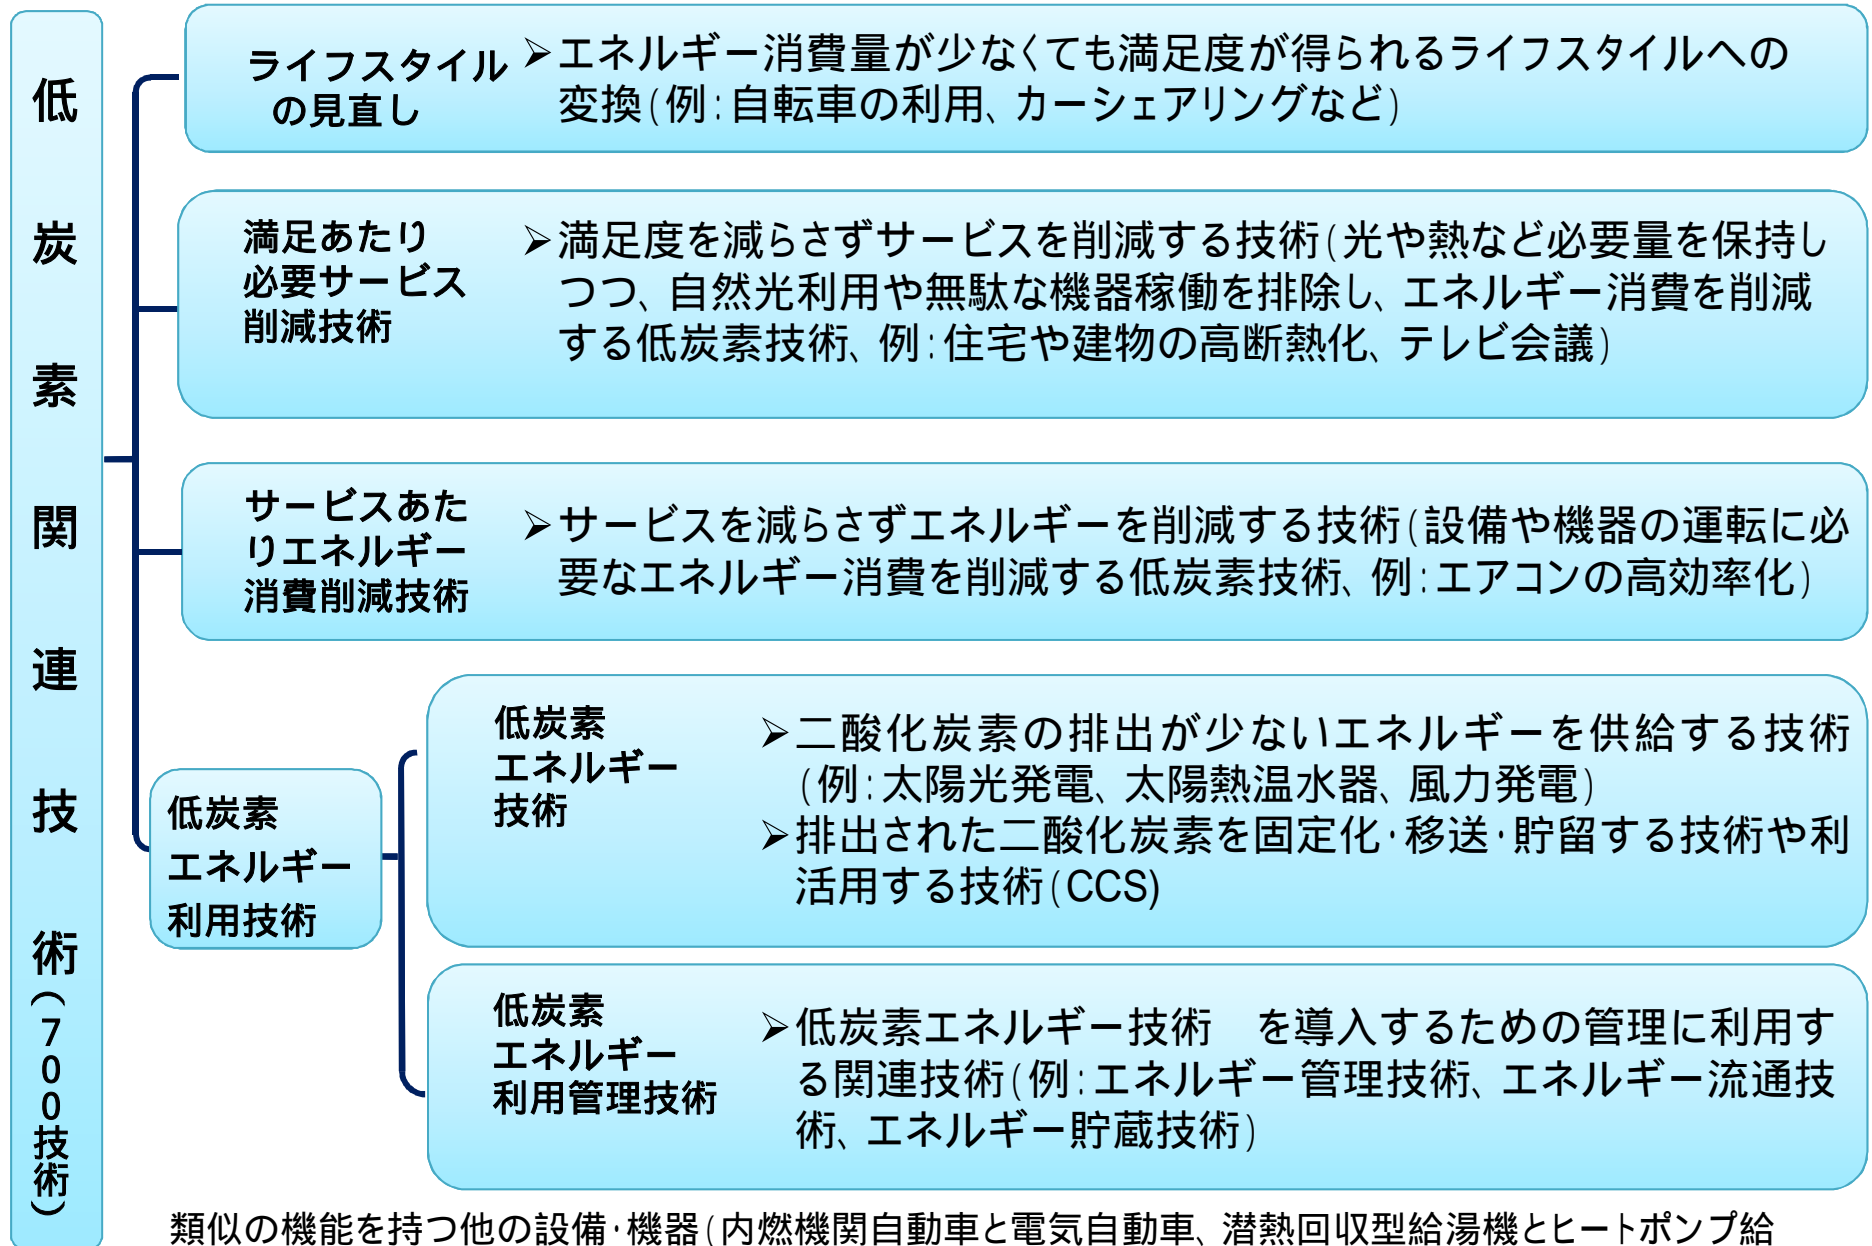 低炭素関連技術(700技術)
ライフスタイル
の見直し
➢エネルギー消費量が少なくても満足度が得られるライフスタイルへの
変換(例:自転車の利用、カーシェアリングなど)
満足あたり
必要サービス
削減技術
➢満足度を減らさずサービスを削減する技術(光や熱など必要量を保持し
つつ、自然光利用や無駄な機器稼働を排除し、エネルギー消費を削減
する低炭素技術、例:住宅や建物の高断熱化、テレビ会議)
サービスあた
りエネルギー
消費削減技術
➢サービスを減らさずエネルギーを削減する技術(設備や機器の運転に必
要なエネルギー消費を削減する低炭素技術、例:エアコンの高効率化)
低炭素
エネルギー
利用技術
低炭素
エネルギー
技術
➢二酸化炭素の排出が少ないエネルギーを供給する技術
(例:太陽光発電、太陽熱温水器、風力発電)
➢排出された二酸化炭素を固定化・移送・貯留する技術や利
活用する技術(CCS)
低炭素
エネルギー
利用管理技術
➢低炭素エネルギー技術　を導入するための管理に利用す
る関連技術(例:エネルギー管理技術、エネルギー流通技
術、エネルギー貯蔵技術)
類似の機能を持つ他の設備・機器(内燃機関自動車と電気自動車、潜熱回収型給湯機とヒートポンプ給